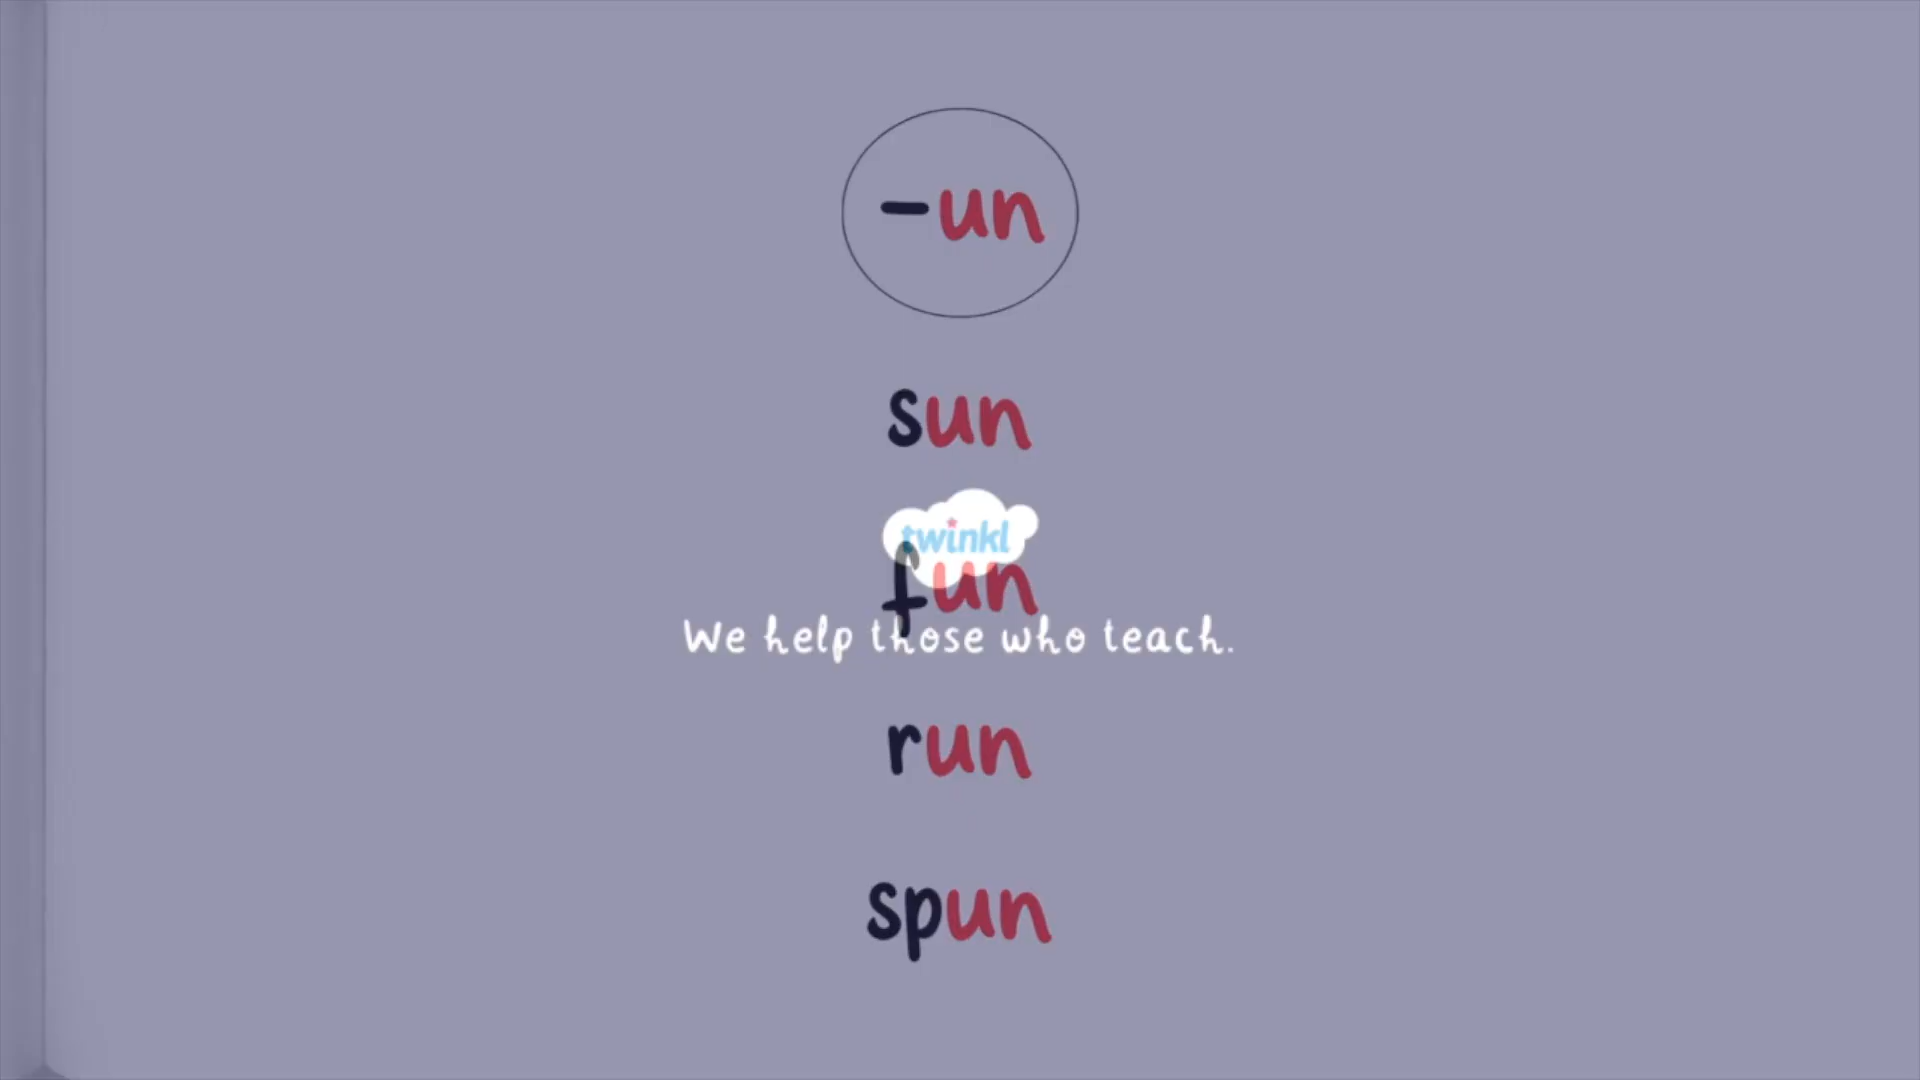 -un
sun
twinkl
fun
We help those who teach.
run
spun